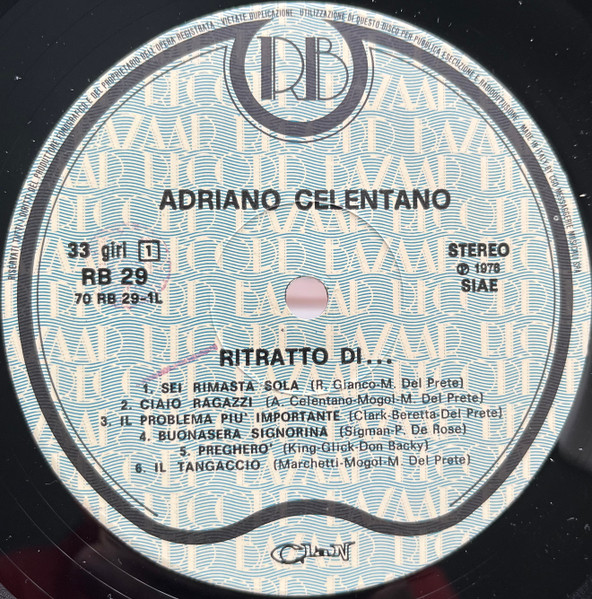 RB
ADRIANO CELENTANO
33 giri 1
RB 29
70 RB 29-1L
STEREO
Ⓟ 1976
SIAE
RITRATTO DI...
1. SEI RIMASTA SOLA (R. Gianco-M. Del Prete)
2. CIAIO RAGAZZI (A. Celentano-Mogol-M. Del Prete)
3. IL PROBLEMA PIU' IMPORTANTE (Clark-Beretta-Del Prete)
4. BUONASERA SIGNORINA (Sigman-P. De Rose)
5. PREGHERO' (King-Glick-Don Backy)
6. IL TANGACCIO (Marchetti-Mogol-M. Del Prete)
CLAN